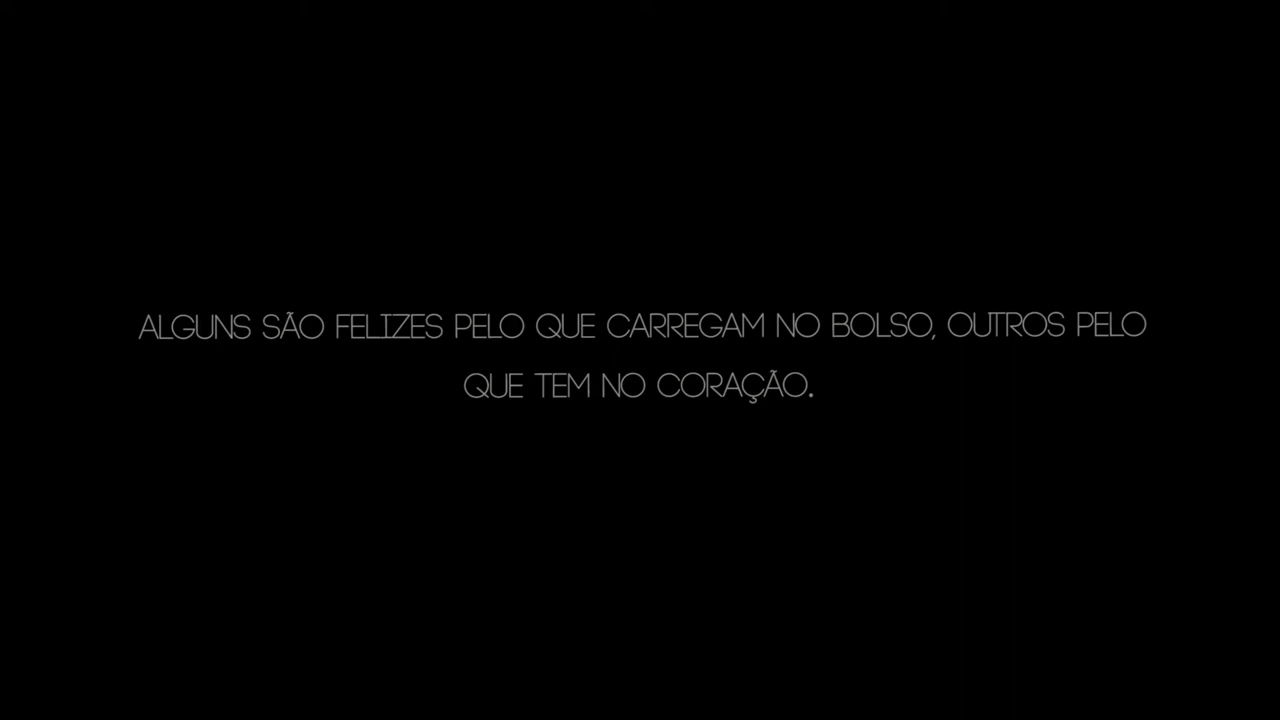 ALGUNS SÃO FELIZES PELO QUE CARREGAM NO BOLSO, OUTROS PELO
QUE TEM NO CORAÇÃO.